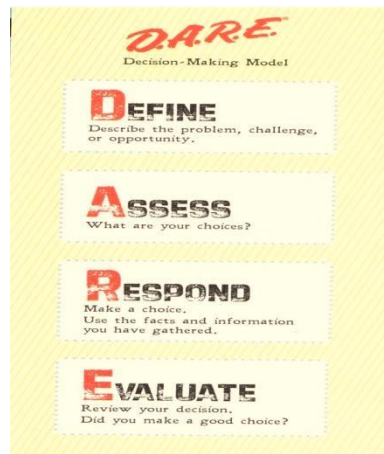 D.A.R.E.
Decision-Making Model
DEFINE
Describe the problem, challenge,
or opportunity.
ASSESS
What are your choices?
RESPOND
Make a choice.
Use the facts and information
you have gathered.
EVALUATE
Review your decision.
Did you make a good choice?